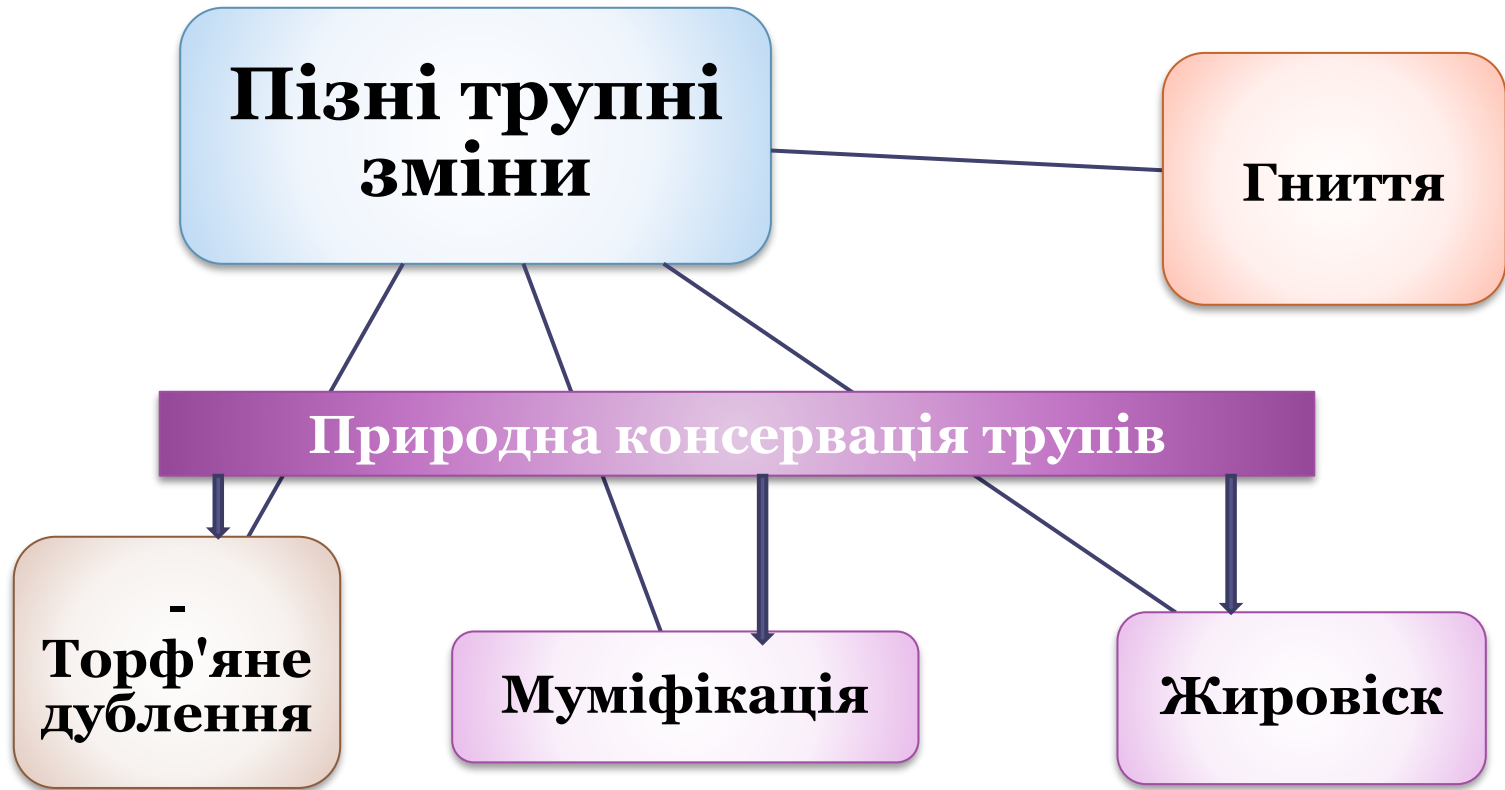 Пізні трупні
зміни
Гниття
Природна консервація трупів
-
Торф'яне
дублення
Муміфікація
Жировіск